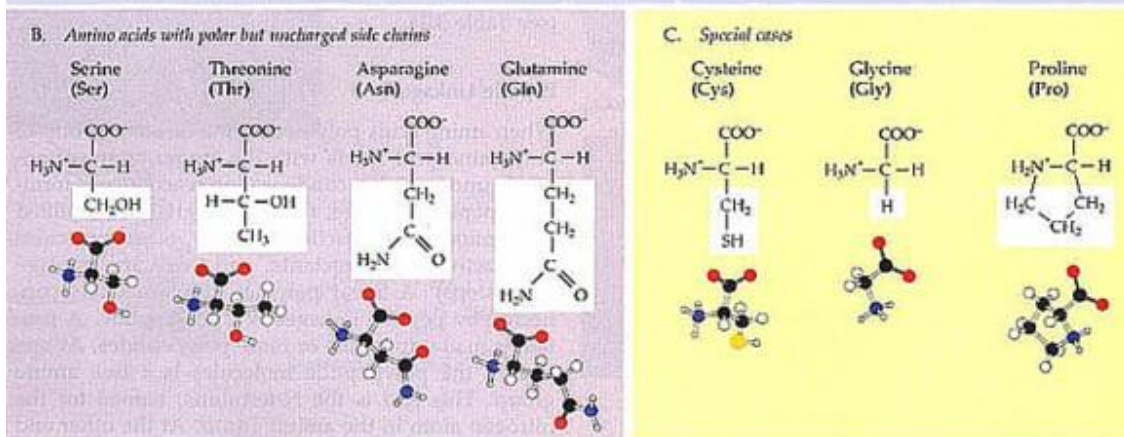 B. Amino acids with polar but uncharged side chains
Serine
(Ser)
COO⁻
H₃N⁺—C—H
CH₂OH
Threonine
(Thr)
COO⁻
H₃N⁺—C—H
H—C—OH
CH₃
Asparagine
(Asn)
COO⁻
H₃N⁺—C—H
CH₂
C
H₂N O
Glutamine
(Gln)
COO⁻
H₃N⁺—C—H
CH₂
CH₂
C
H₂N O
C. Special cases
Cysteine
(Cys)
COO⁻
H₃N⁺—C—H
CH₂
SH
Glycine
(Gly)
COO⁻
H₃N⁺—C—H
H
Proline
(Pro)
COO⁻
H₂N⁺—C—H
H₂C CH₂
CH₂